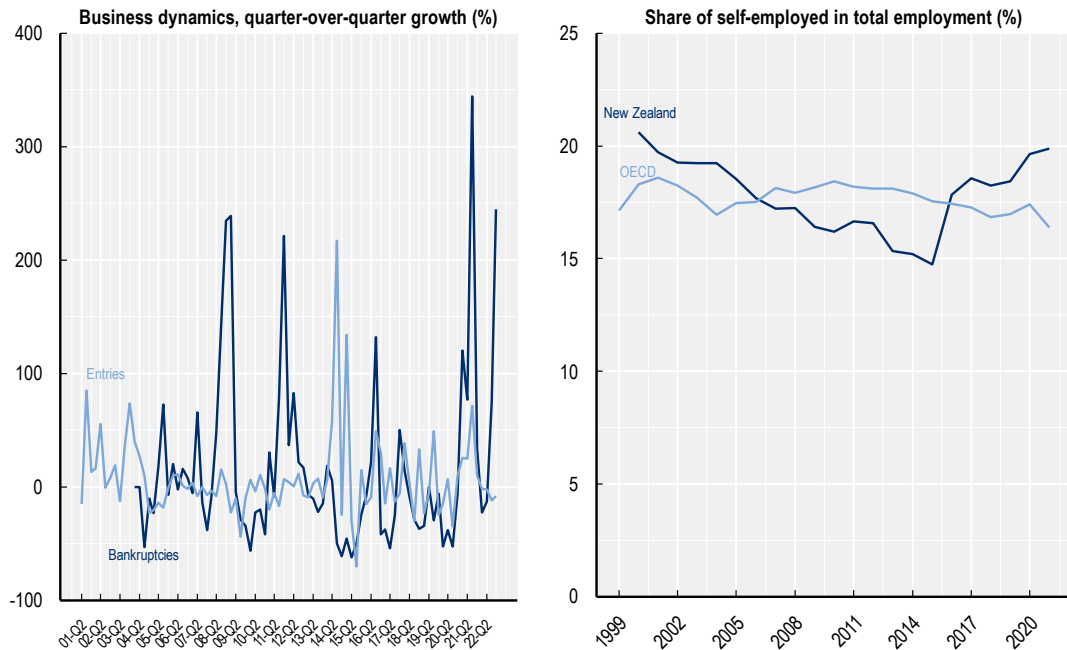 Business dynamics, quarter-over-quarter growth (%)
400
300
200
100
0
-100
Entries
Bankruptcies
01-Q2
02-Q2
03-Q2
04-Q2
05-Q2
06-Q2
07-Q2
08-Q2
09-Q2
10-Q2
11-Q2
12-Q2
13-Q2
14-Q2
15-Q2
16-Q2
17-Q2
18-Q2
19-Q2
20-Q2
21-Q2
22-Q2
Share of self-employed in total employment (%)
25
20
15
10
5
0
New Zealand
OECD
1999
2002
2005
2008
2011
2014
2017
2020